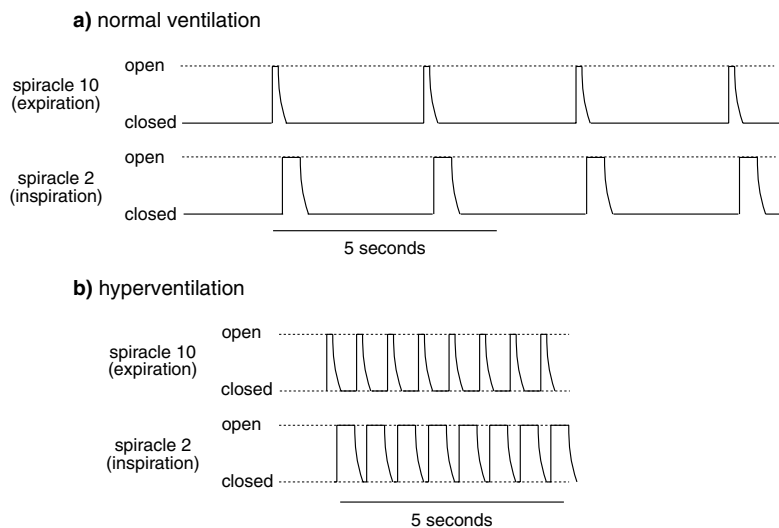 a) normal ventilation
open
spiracle 10
(expiration)
closed
open
spiracle 2
(inspiration)
closed
5 seconds
b) hyperventilation
open
spiracle 10
(expiration)
closed
open
spiracle 2
(inspiration)
closed
5 seconds